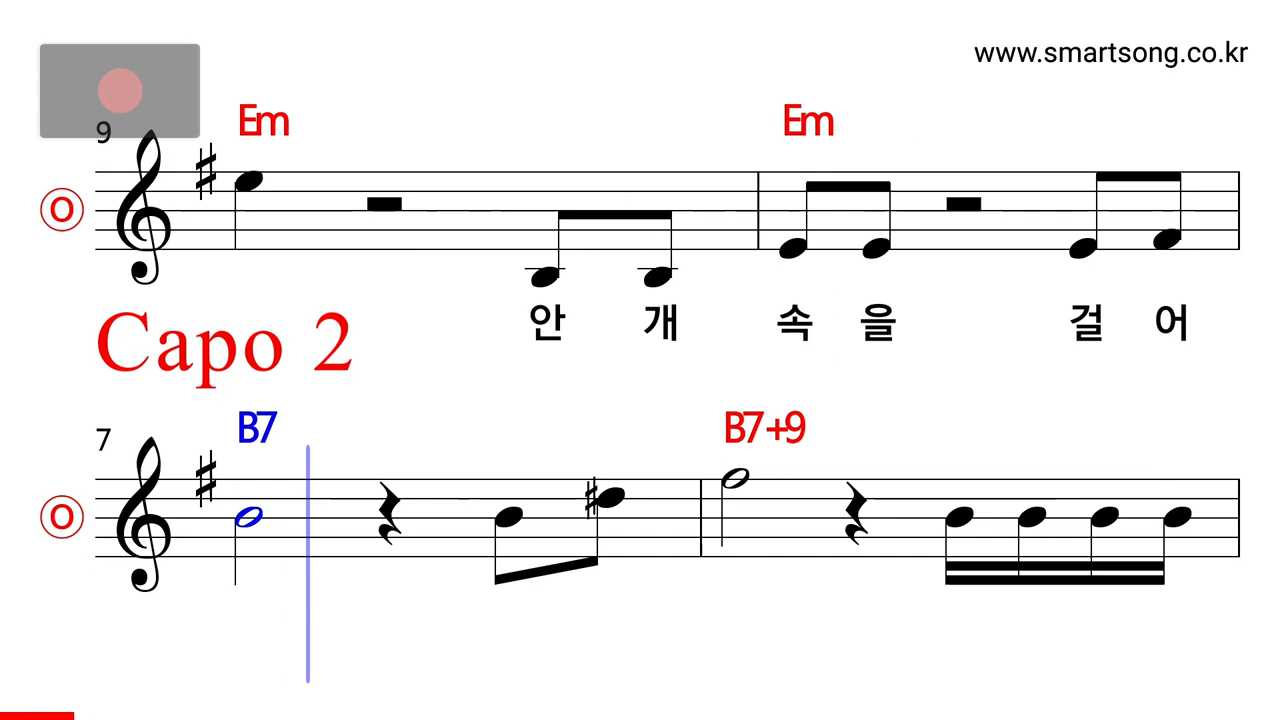 www.smartsong.co.kr
9 Em Em
O
안 개 속 을 걸 어
Capo 2
7 B7 B7+9
O